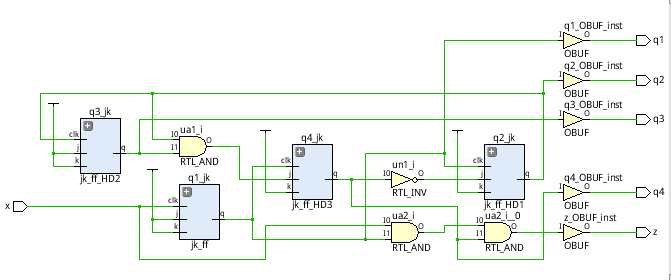 q1_OBUF_inst
I O q1
OBUF
q2_OBUF_inst
I O q2
OBUF
q3_OBUF_inst
I O q3
OBUF
q3_jk
clk
j q
k
jk_ff_HD2
ua1_i
I0 O
I1
RTL_AND
q4_jk
clk
j q
k
jk_ff_HD3
un1_i
I0 O
RTL_INV
q2_jk
clk
j q
k
jk_ff_HD1
q1_jk
clk
j q
k
jk_ff
x
ua2_i
I0 O
I1
RTL_AND
ua2_i__0
I0 O
I1
RTL_AND
q4_OBUF_inst
I O q4
OBUF
z_OBUF_inst
I O z
OBUF